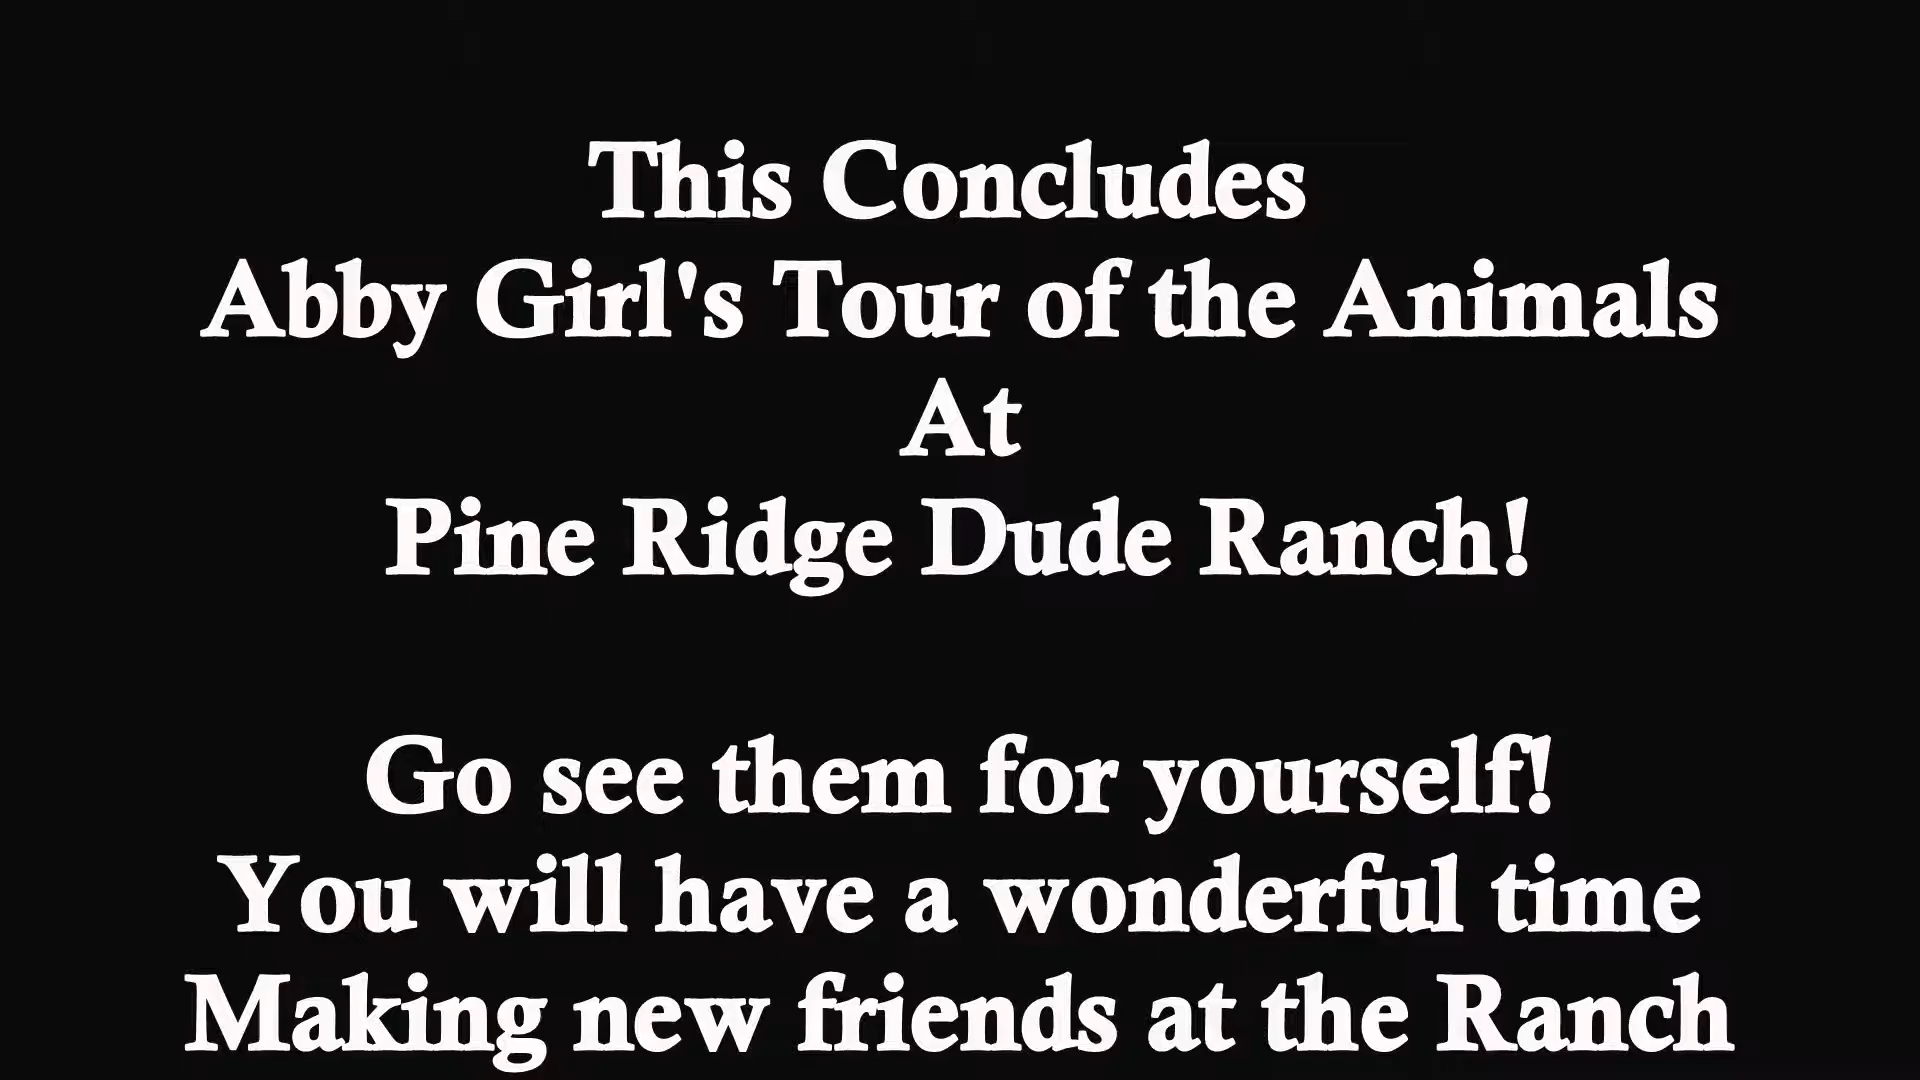 This Concludes
Abby Girl's Tour of the Animals
At
Pine Ridge Dude Ranch!
Go see them for yourself!
You will have a wonderful time
Making new friends at the Ranch